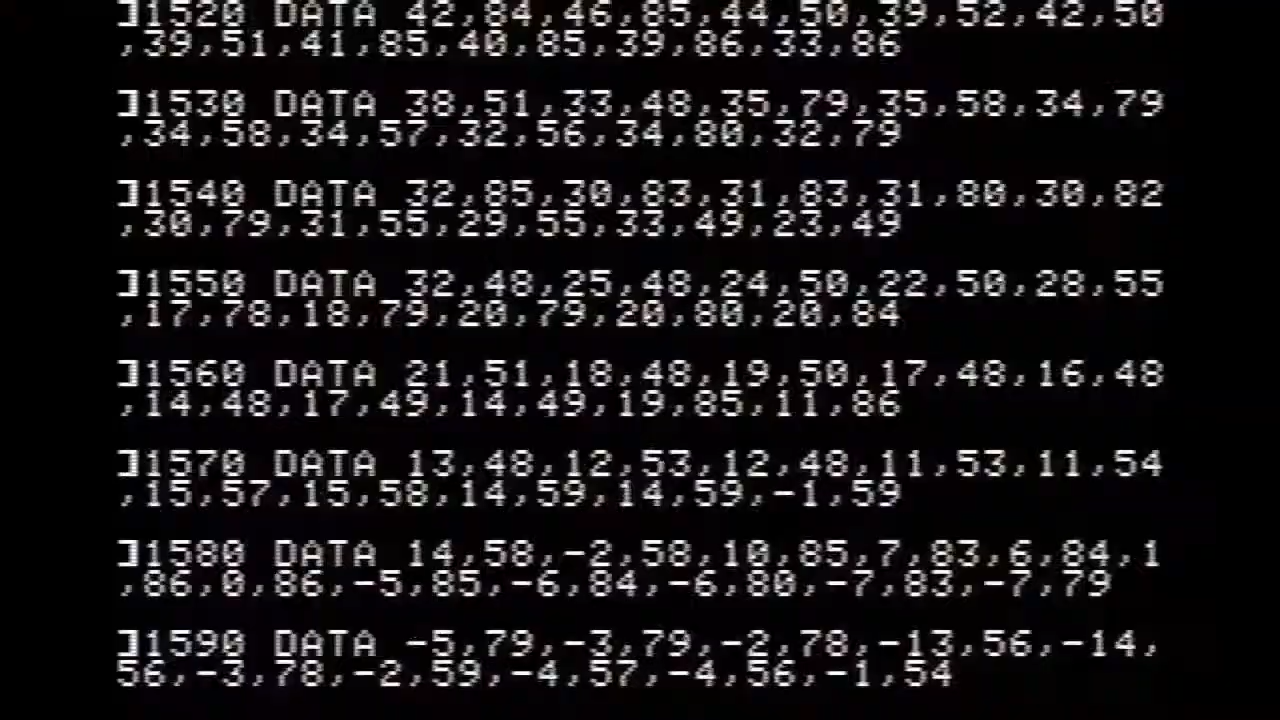 ]1520 DATA 42,84,46,85,44,50,39,52,42,50
,39,51,41,85,40,85,39,86,33,86
]1530 DATA 38,51,33,48,35,79,35,58,34,79
,34,58,34,57,32,56,34,80,32,79
]1540 DATA 32,85,30,83,31,83,31,80,30,82
,30,79,31,55,29,55,33,49,23,49
]1550 DATA 32,48,25,48,24,50,22,50,28,55
,17,78,18,79,20,79,20,80,20,84
]1560 DATA 21,51,18,48,19,50,17,48,16,48
,14,48,17,49,14,49,19,85,11,86
]1570 DATA 13,48,12,53,12,48,11,53,11,54
,15,57,15,58,14,59,14,59,-1,59
]1580 DATA 14,58,-2,58,10,85,7,83,6,84,1
,86,0,86,-5,85,-6,84,-6,80,-7,83,-7,79
]1590 DATA -5,79,-3,79,-2,78,-13,56,-14,
56,-3,78,-2,59,-4,57,-4,56,-1,54